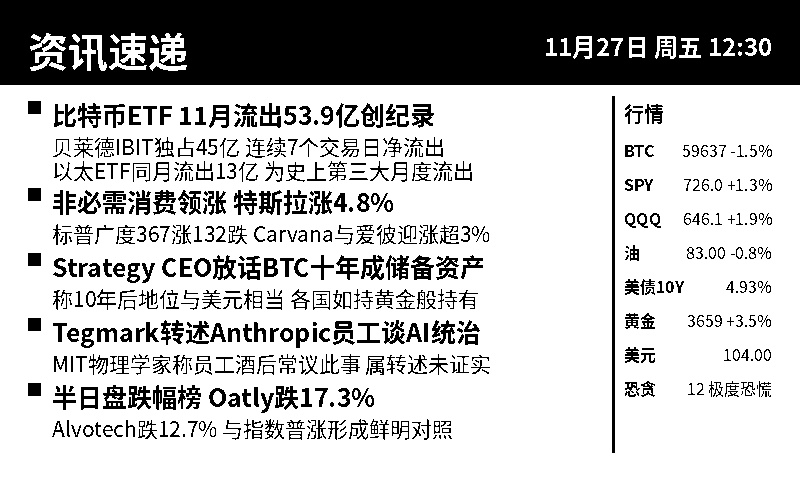 资讯速递
11月27日 周五 12:30
比特币ETF 11月流出53.9亿创纪录
贝莱德IBIT独占45亿 连续7个交易日净流出
以太ETF同月流出13亿 为史上第三大月度流出
非必需消费领涨 特斯拉涨4.8%
标普广度367涨132跌 Carvana与爱彼迎涨超3%
Strategy CEO放话BTC十年成储备资产
称10年后地位与美元相当 各国如持黄金般持有
Tegmark转述Anthropic员工谈AI统治
MIT物理学家称员工酒后常议此事 属转述未证实
半日盘跌幅榜 Oatly跌17.3%
Alvotech跌12.7% 与指数普涨形成鲜明对照
行情
BTC 59637 -1.5%
SPY 726.0 +1.3%
QQQ 646.1 +1.9%
油 83.00 -0.8%
美债10Y 4.93%
黄金 3659 +3.5%
美元 104.00
恐贪 12 极度恐慌